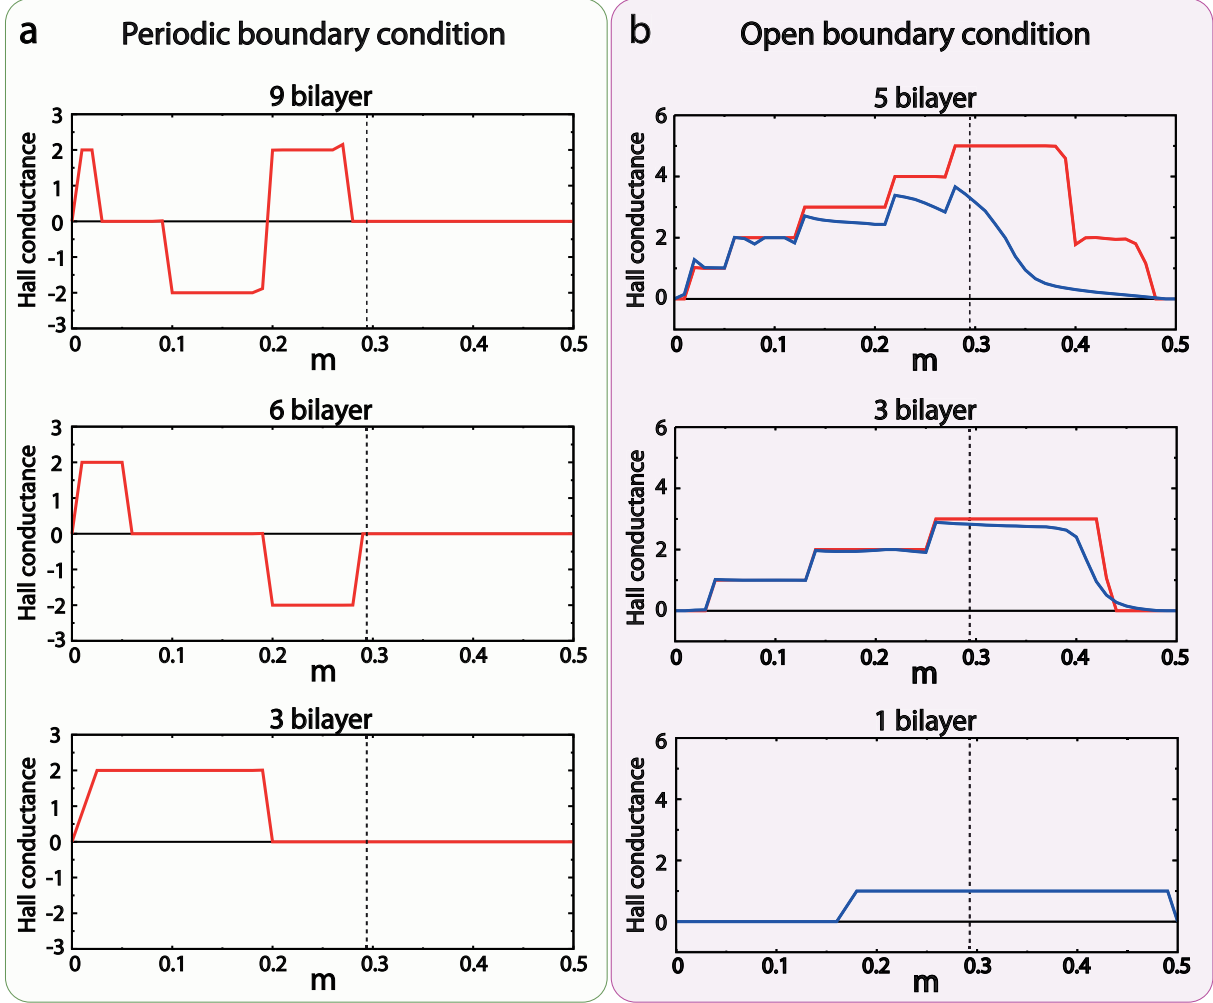 a Periodic boundary condition
9 bilayer
Hall conductance
3
2
1
0
-1
-2
-3
0 0.1 0.2 0.3 0.4 0.5
m
6 bilayer
Hall conductance
3
2
1
0
-1
-2
-3
0 0.1 0.2 0.3 0.4 0.5
m
3 bilayer
Hall conductance
3
2
1
0
-1
-2
-3
0 0.1 0.2 0.3 0.4 0.5
m
b Open boundary condition
5 bilayer
Hall conductance
6
4
2
0
0 0.1 0.2 0.3 0.4 0.5
m
3 bilayer
Hall conductance
6
4
2
0
0 0.1 0.2 0.3 0.4 0.5
m
1 bilayer
Hall conductance
6
4
2
0
0 0.1 0.2 0.3 0.4 0.5
m